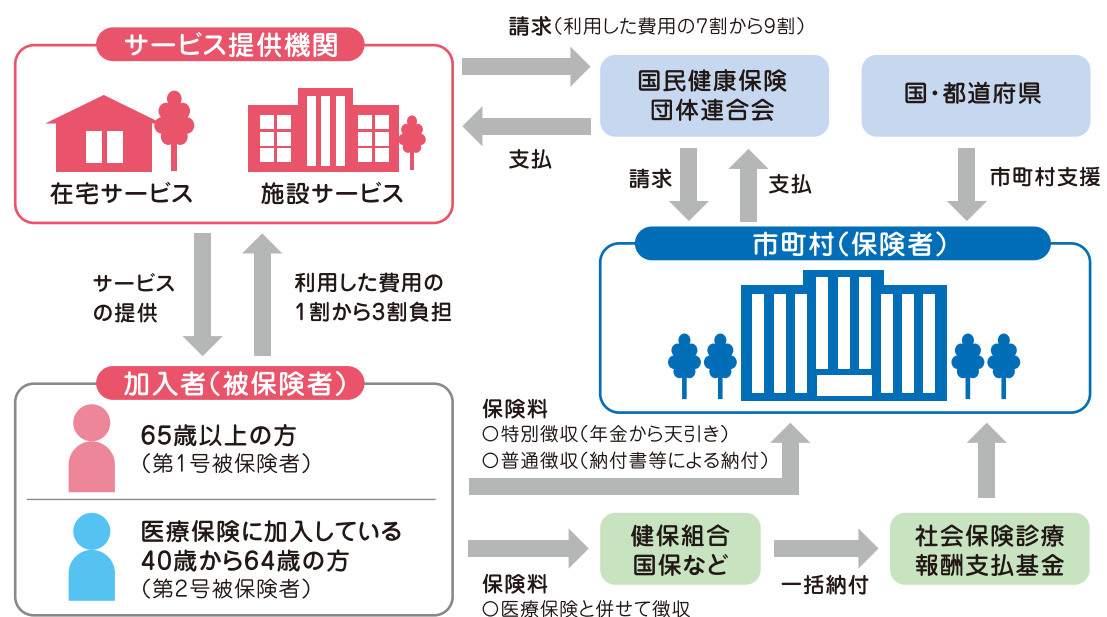 サービス提供機関
在宅サービス
施設サービス
請求(利用した費用の7割から9割)
支払
国民健康保険
団体連合会
国・都道府県
請求
支払
市町村支援
市町村(保険者)
サービス
の提供
利用した費用の
1割から3割負担
加入者(被保険者)
65歳以上の方
(第1号被保険者)
医療保険に加入している
40歳から64歳の方
(第2号被保険者)
保険料
○特別徴収(年金から天引き)
○普通徴収(納付書等による納付)
保険料
○医療保険と併せて徴収
健保組合
国保など
一括納付
社会保険診療
報酬支払基金